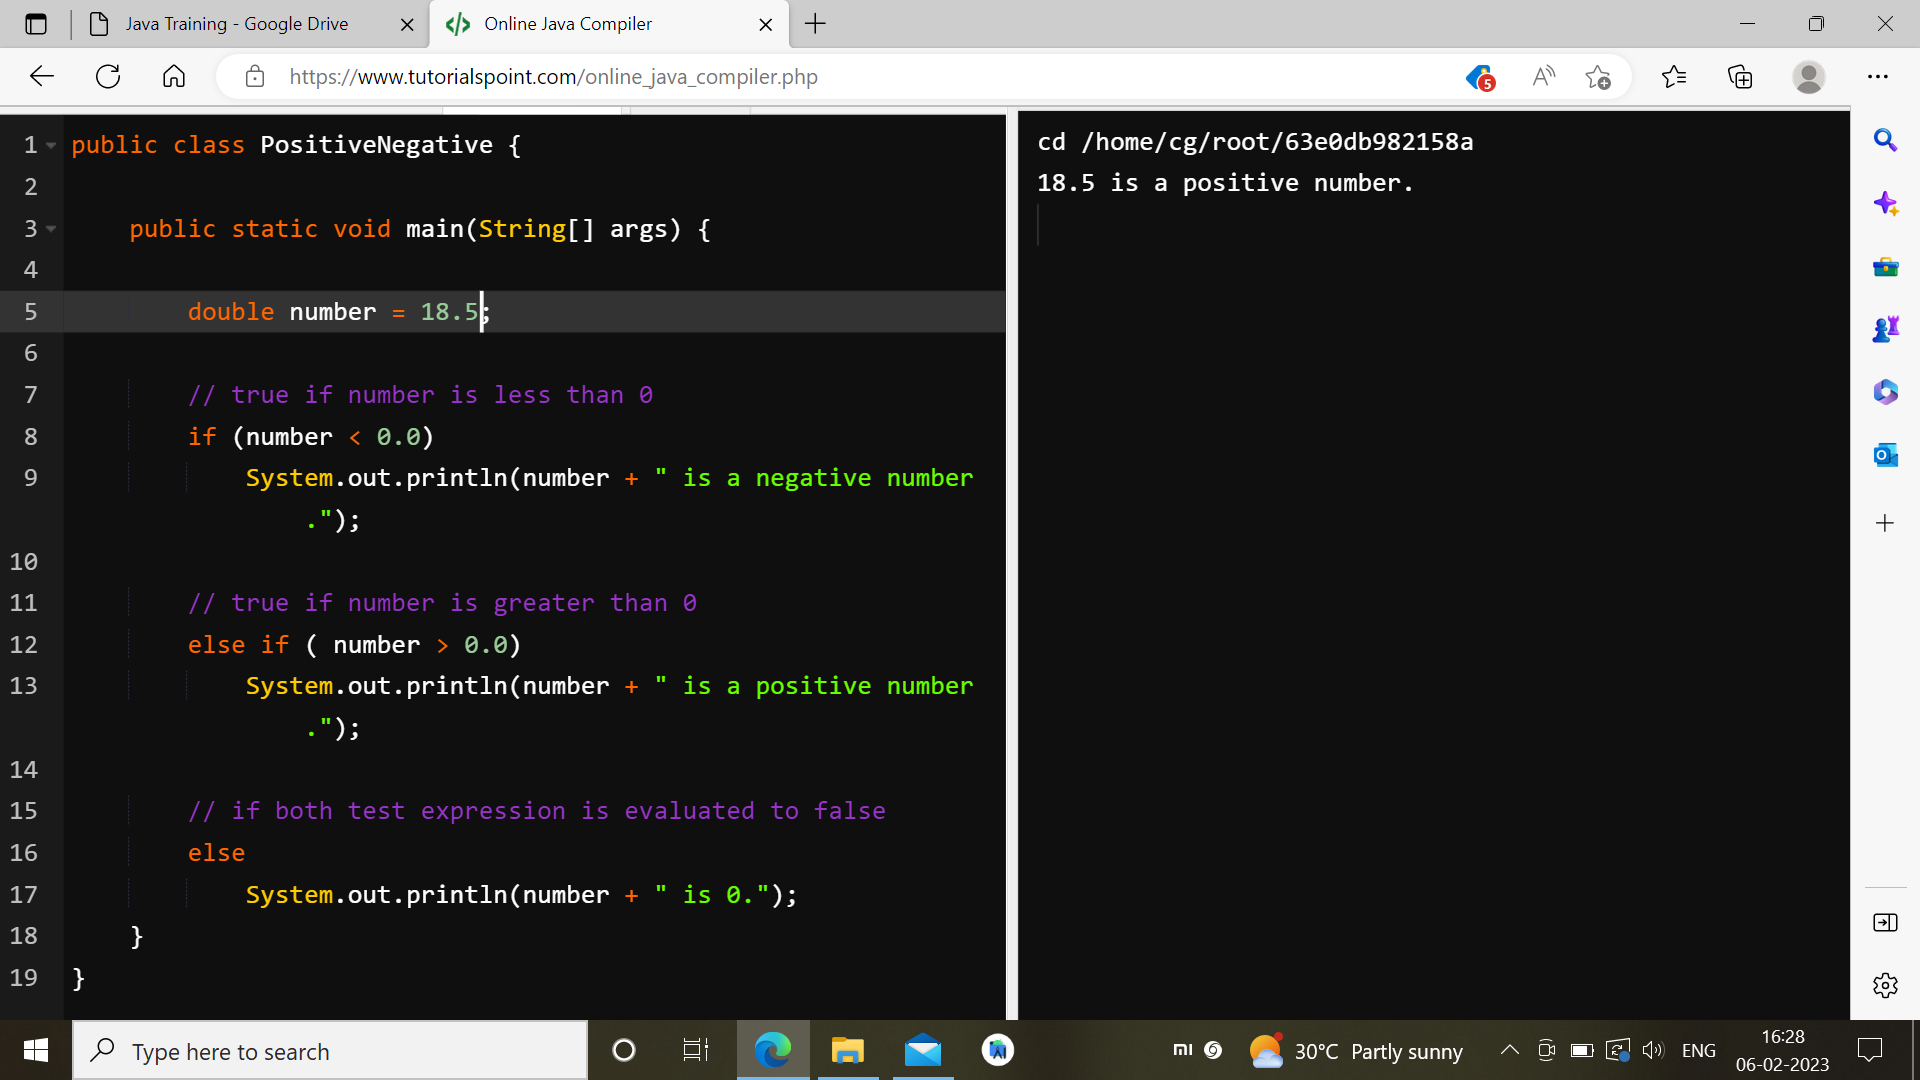 Java Training - Google Drive
Online Java Compiler
https://www.tutorialspoint.com/online_java_compiler.php
5
A
1 public class PositiveNegative {
2
3 public static void main(String[] args) {
4
5 double number = 18.5;
6
7 // true if number is less than 0
8 if (number < 0.0)
9 System.out.println(number + " is a negative number
.");
10
11 // true if number is greater than 0
12 else if ( number > 0.0)
13 System.out.println(number + " is a positive number
.");
14
15 // if both test expression is evaluated to false
16 else
17 System.out.println(number + " is 0.");
18 }
19 }
cd /home/cg/root/63e0db982158a
18.5 is a positive number.
Type here to search
mi
30°C Partly sunny
ENG
16:28
06-02-2023